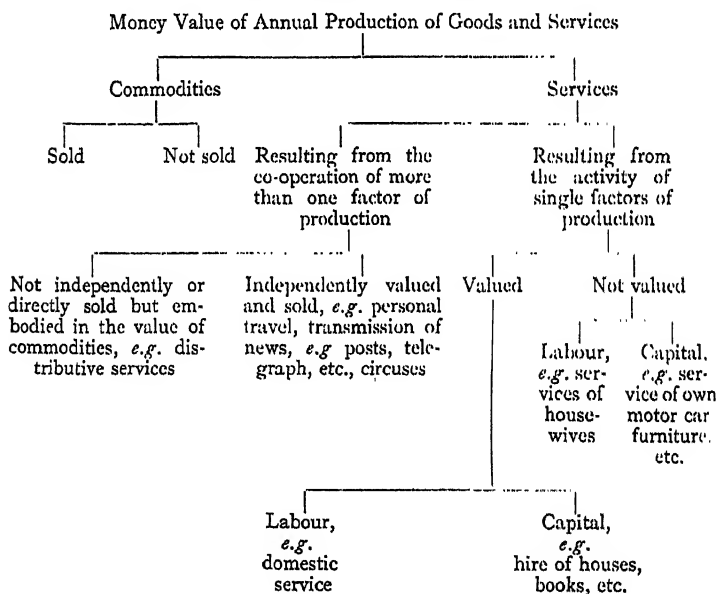 Money Value of Annual Production of Goods and Services
Commodities
Services
Sold
Not sold
Resulting from the
co-operation of more
than one factor of
production
Resulting from
the activity of
single factors of
production
Not independently or
directly sold but em-
bodied in the value of
commodities, e.g. dis-
tributive services
Independently valued
and sold, e.g. personal
travel, transmission of
news, e.g posts, tele-
graph, etc., circuses
Valued
Not valued
Labour,
e.g. ser-
vices of
house-
wives
Capital,
e.g. ser-
vice of own
motor car
furniture.
etc.
Labour,
e.g.
domestic
service
Capital,
e.g.
hire of houses,
books, etc.